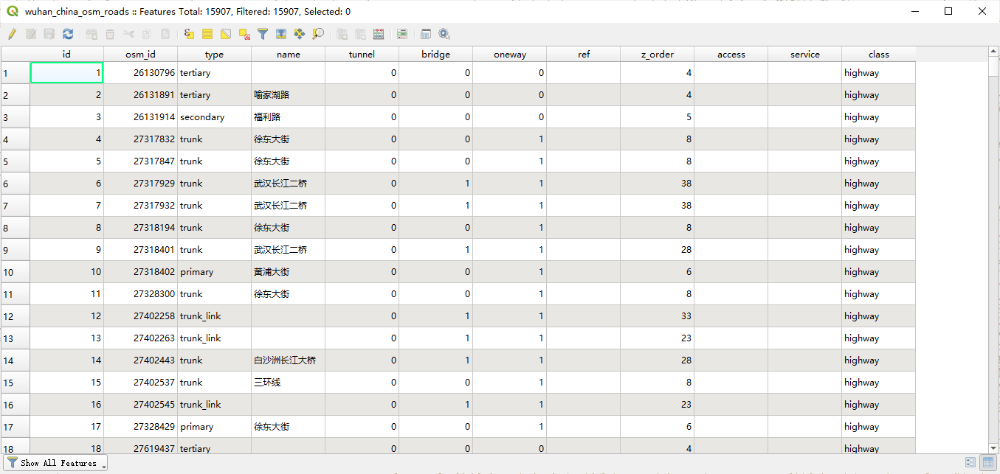 wuhan_china_osm_roads :: Features Total: 15907, Filtered: 15907, Selected: 0
id osm_id type name tunnel bridge oneway ref z_order access service class
1 1 26130796 tertiary 0 0 0 4 highway
2 2 26131891 tertiary 喻家湖路 0 0 0 4 highway
3 3 26131914 secondary 福利路 0 0 0 5 highway
4 4 27317832 trunk 徐东大街 0 0 1 8 highway
5 5 27317847 trunk 徐东大街 0 0 1 8 highway
6 6 27317929 trunk 武汉长江二桥 0 1 1 38 highway
7 7 27317932 trunk 武汉长江二桥 0 1 1 38 highway
8 8 27318194 trunk 徐东大街 0 0 1 8 highway
9 9 27318401 trunk 武汉长江二桥 0 1 1 28 highway
10 10 27318402 primary 黄浦大街 0 0 1 6 highway
11 11 27328300 trunk 徐东大街 0 0 1 8 highway
12 12 27402258 trunk_link 0 1 1 33 highway
13 13 27402263 trunk_link 0 1 1 23 highway
14 14 27402443 trunk 白沙洲长江大桥 0 1 1 28 highway
15 15 27402537 trunk 三环线 0 0 1 8 highway
16 16 27402545 trunk_link 0 1 1 23 highway
17 17 27328429 primary 徐东大街 0 0 1 6 highway
18 18 27619437 tertiary 0 0 0 4 highway
Show All Features